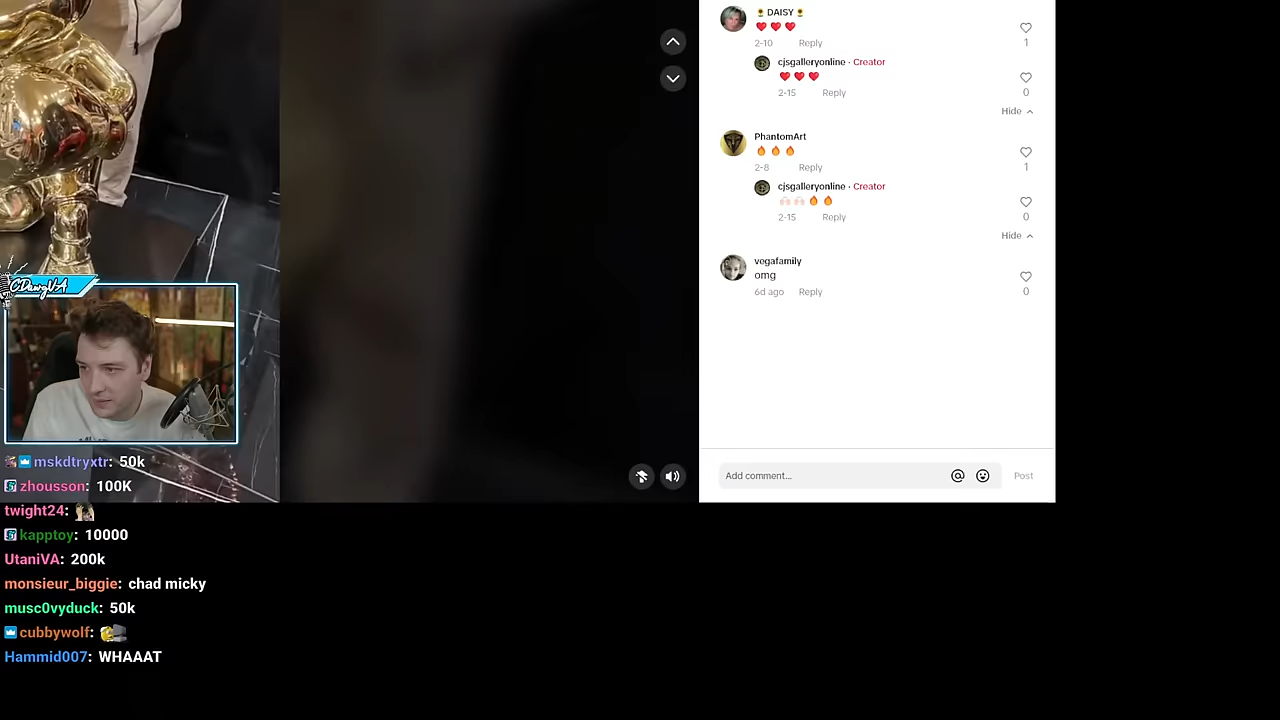 DAISY
2-10 Reply
1
cjsgalleryonline · Creator
2-15 Reply
0
Hide
PhantomArt
2-8 Reply
1
cjsgalleryonline · Creator
2-15 Reply
0
Hide
vegafamily
omg
6d ago Reply
0
Add comment...
Post
CDawgVA
mskdtryxtr: 50k
zhousson: 100K
twight24:
kapptoy: 10000
UtaniVA: 200k
monsieur_biggie: chad micky
musc0vyduck: 50k
cubbywolf:
Hammid007: WHAAAT